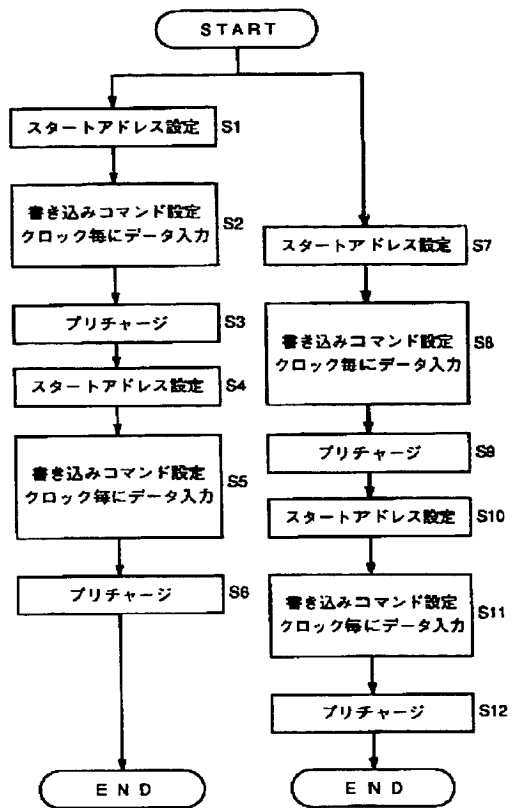 START
スタートアドレス設定 S1
書き込みコマンド設定
クロック毎にデータ入力 S2
プリチャージ S3
スタートアドレス設定 S4
書き込みコマンド設定
クロック毎にデータ入力 S5
プリチャージ S6
END
スタートアドレス設定 S7
書き込みコマンド設定
クロック毎にデータ入力 S8
プリチャージ S9
スタートアドレス設定 S10
書き込みコマンド設定
クロック毎にデータ入力 S11
プリチャージ S12
END